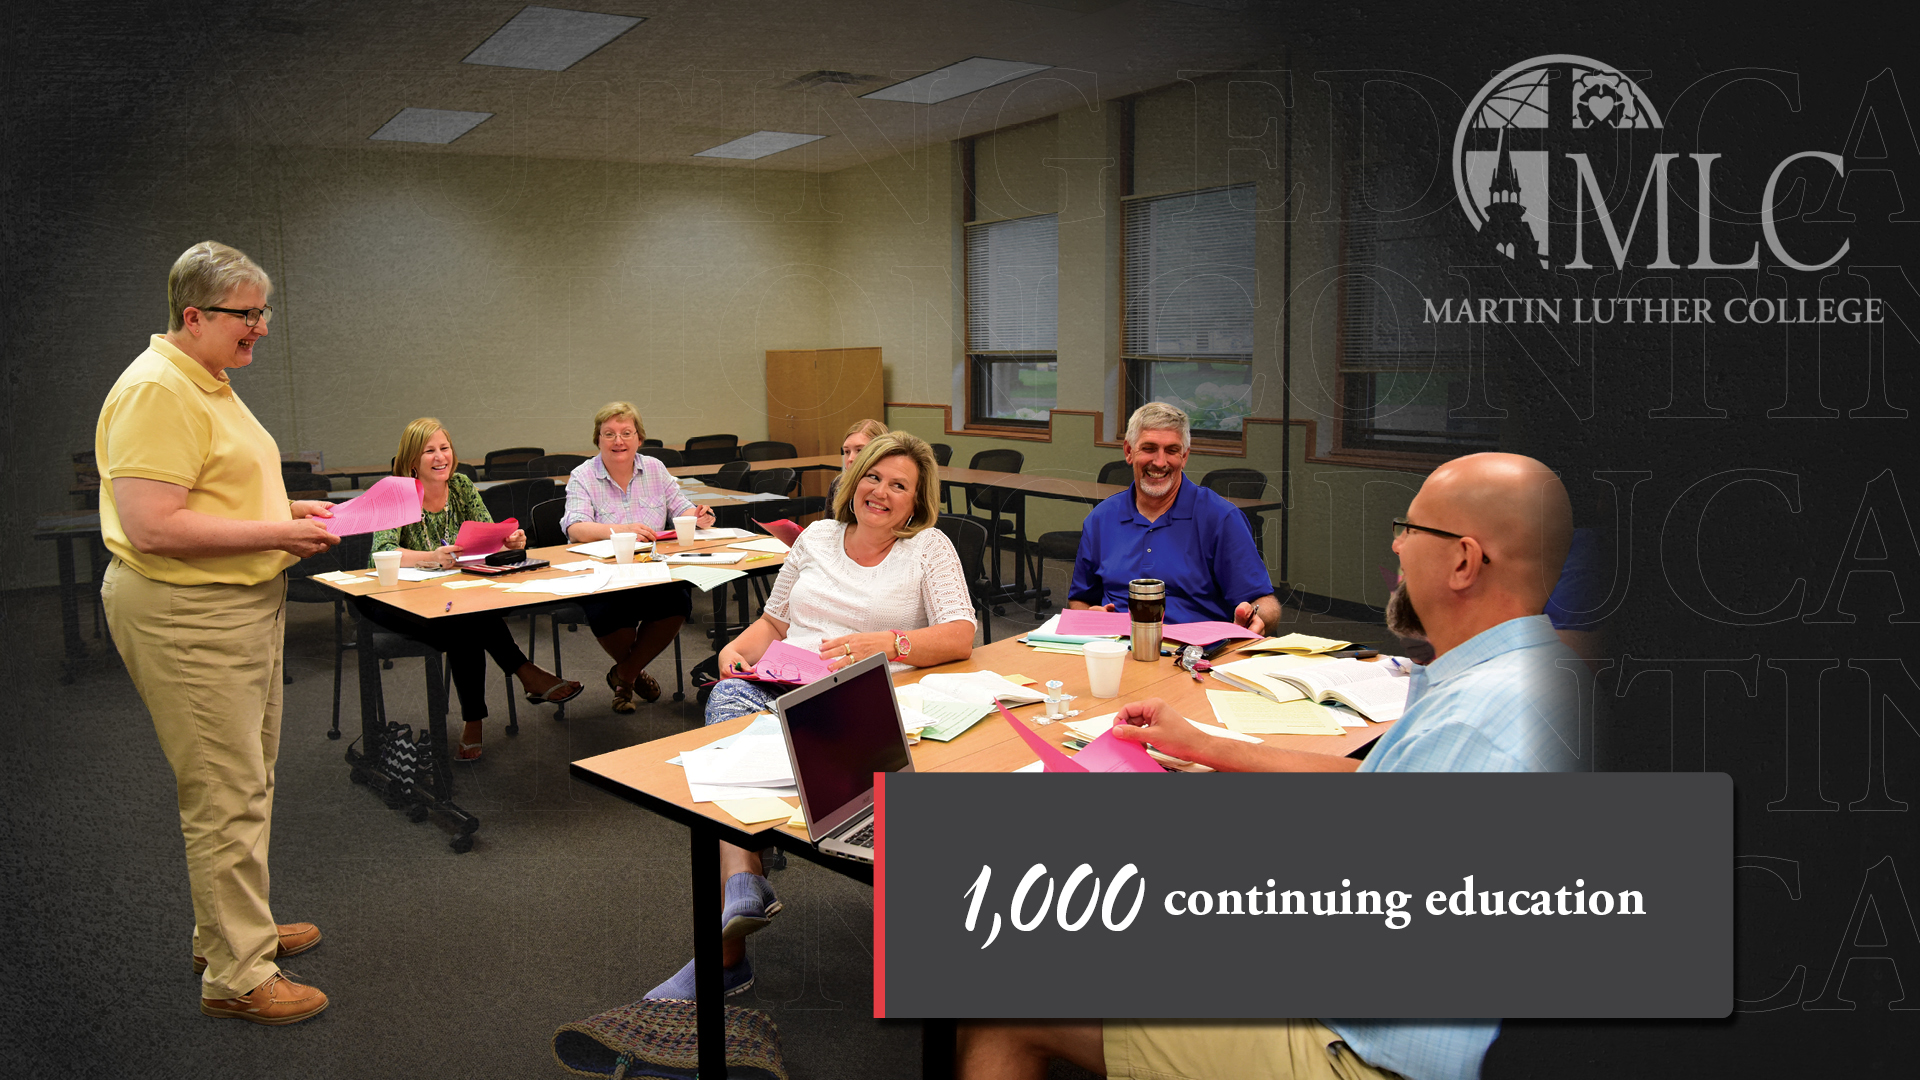 MLC
MARTIN LUTHER COLLEGE
1,000 continuing education